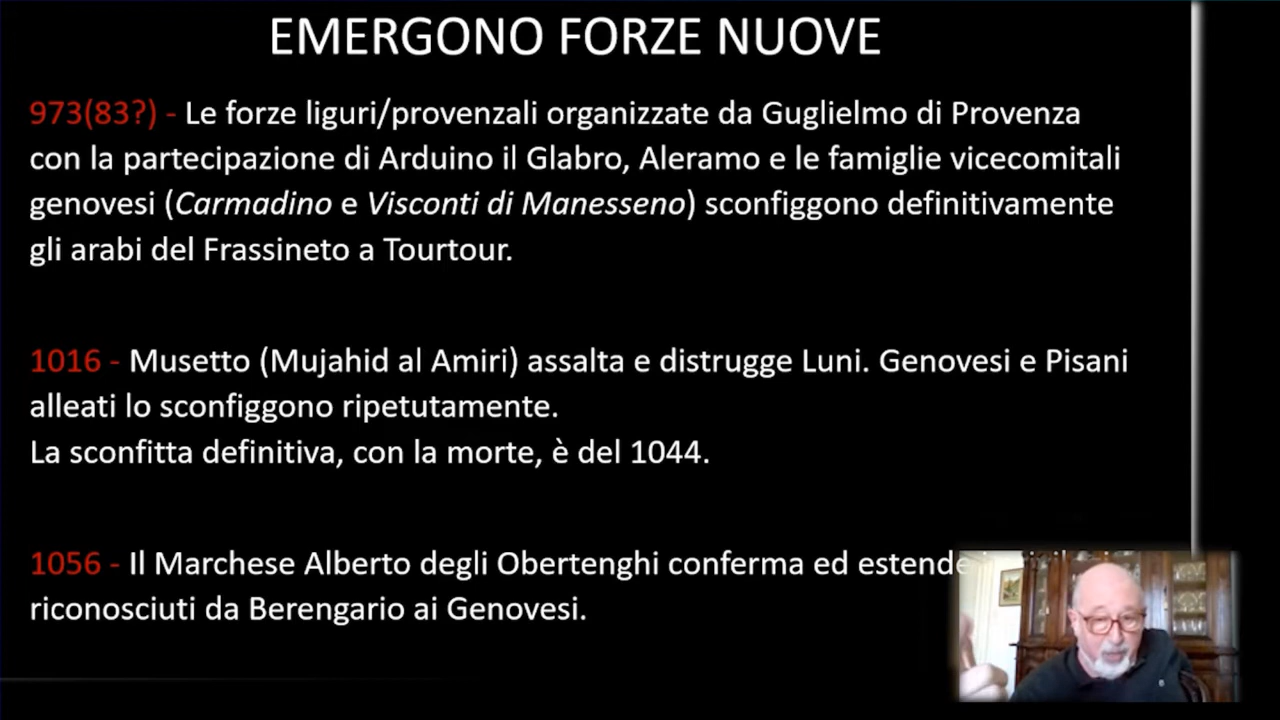 EMERGONO FORZE NUOVE
973(83?) - Le forze liguri/provenzali organizzate da Guglielmo di Provenza
con la partecipazione di Arduino il Glabro, Aleramo e le famiglie vicecomitali
genovesi (Carmadino e Visconti di Manesseno) sconfiggono definitivamente
gli arabi del Frassineto a Tourtour.
1016 - Musetto (Mujahid al Amiri) assalta e distrugge Luni. Genovesi e Pisani
alleati lo sconfiggono ripetutamente.
La sconfitta definitiva, con la morte, è del 1044.
1056 - Il Marchese Alberto degli Obertenghi conferma ed estende
riconosciuti da Berengario ai Genovesi.